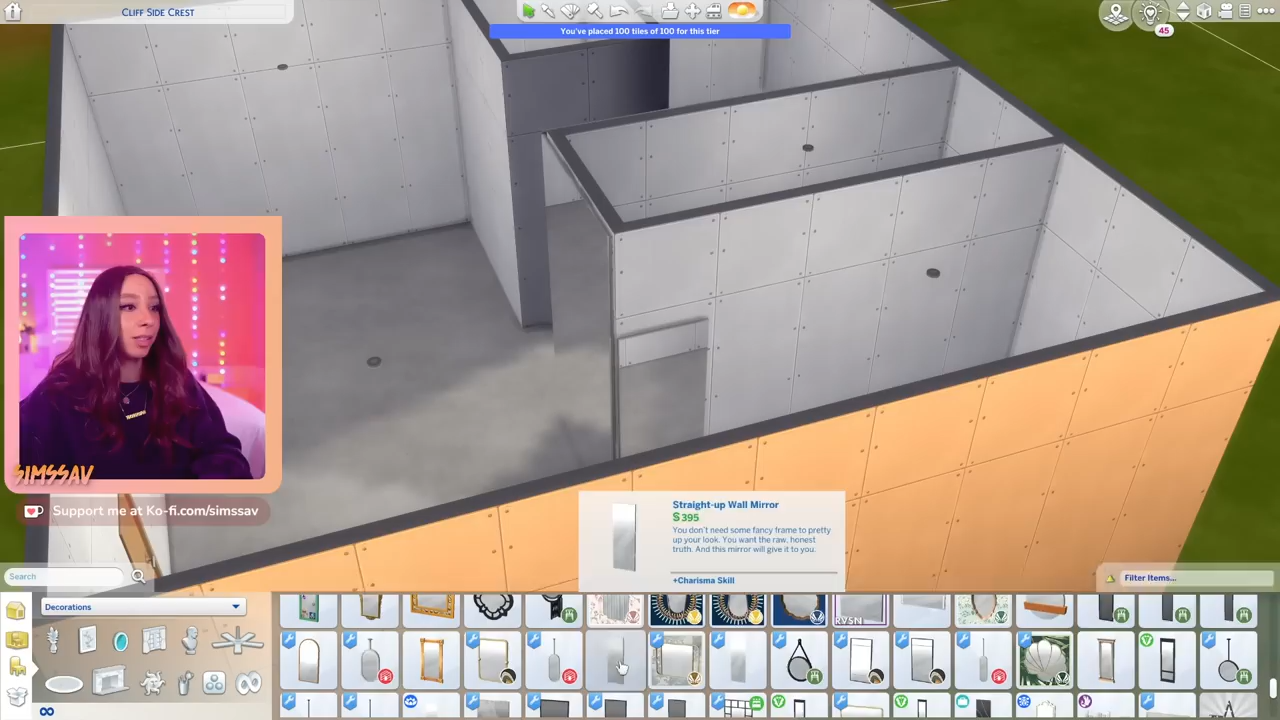 CLIFF SIDE CREST
You've placed 100 tiles of 100 for this tier
45
SIMSSAV
Support me at Ko-fi.com/simssav
Straight-up Wall Mirror
§395
You don't need some fancy frame to pretty
up your look. You want the raw, honest
truth. And this mirror will give it to you.
+Charisma Skill
Search
Filter Items...
Decorations
RVSN